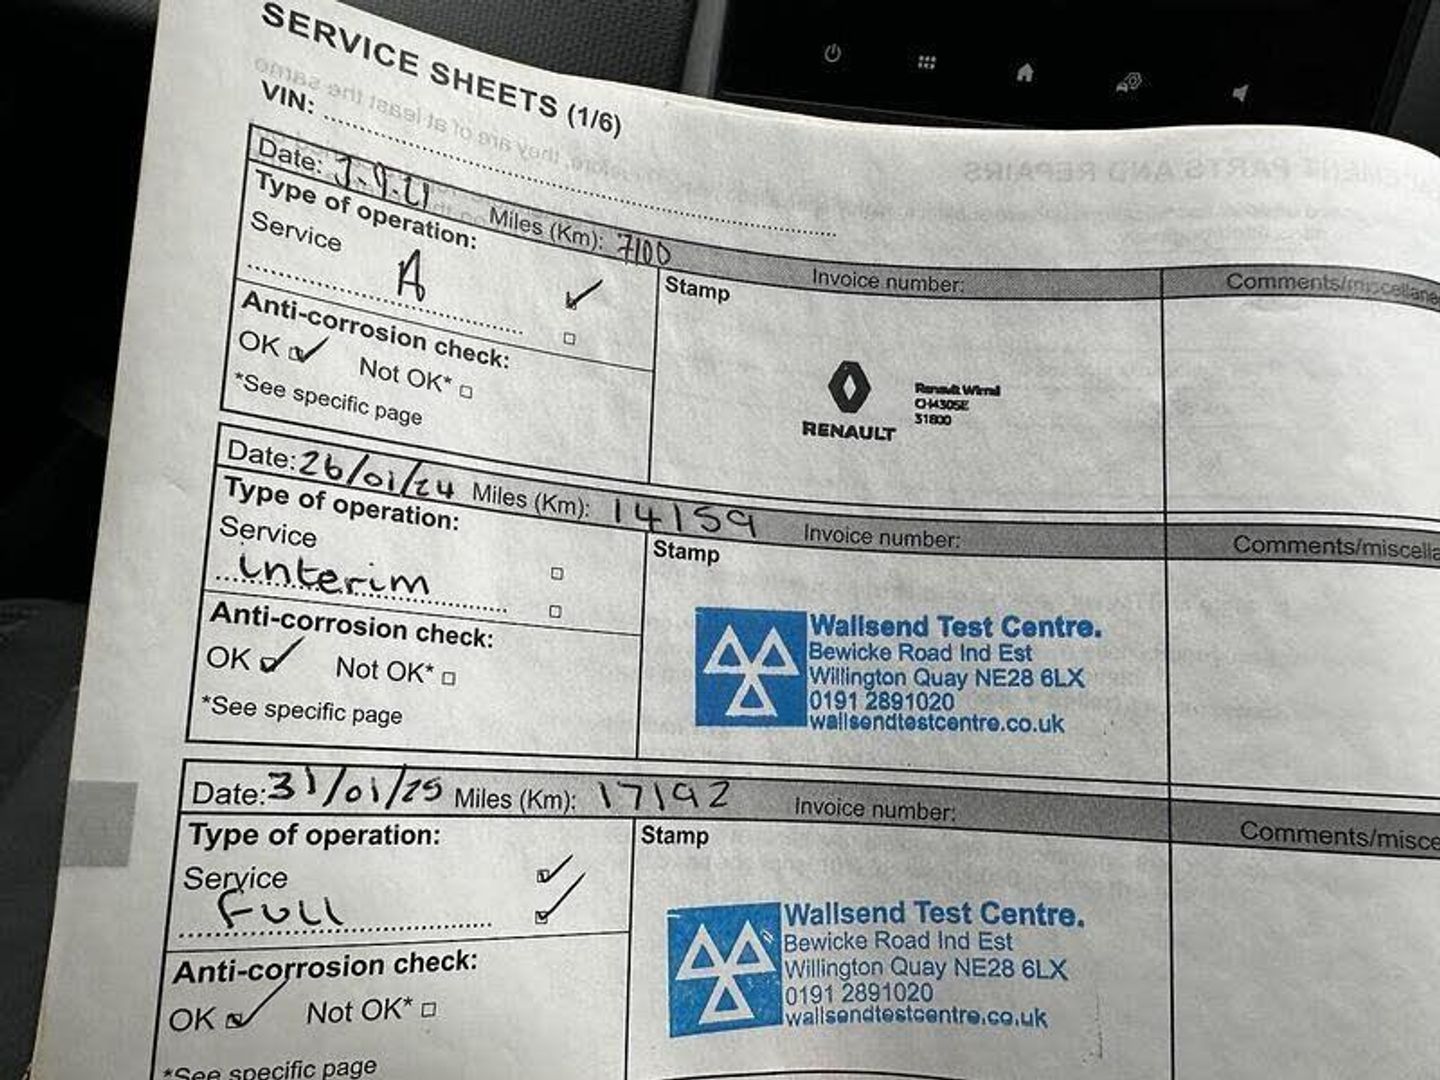 SERVICE SHEETS (1/6)
VIN:
Date: Miles (Km): 7100 Invoice number: Comments/miscellane
Type of operation:
Service
A
Stamp
Anti-corrosion check:
OK Not OK*
*See specific page
RENAULT
Renault Wirral
CH4305E
31800
Date: 26/01/24 Miles (Km): 14159 Invoice number: Comments/miscella
Type of operation:
Service
interim
Stamp
Anti-corrosion check:
OK Not OK*
*See specific page
Wallsend Test Centre.
Bewicke Road Ind Est
Willington Quay NE28 6LX
0191 2891020
wallsendtestcentre.co.uk
Date: 31/01/25 Miles (Km): 17192 Invoice number: Comments/misce
Type of operation:
Service
Full
Stamp
Anti-corrosion check:
OK Not OK*
*See specific page
Wallsend Test Centre.
Bewicke Road Ind Est
Willington Quay NE28 6LX
0191 2891020
wallsendtestcentre.co.uk